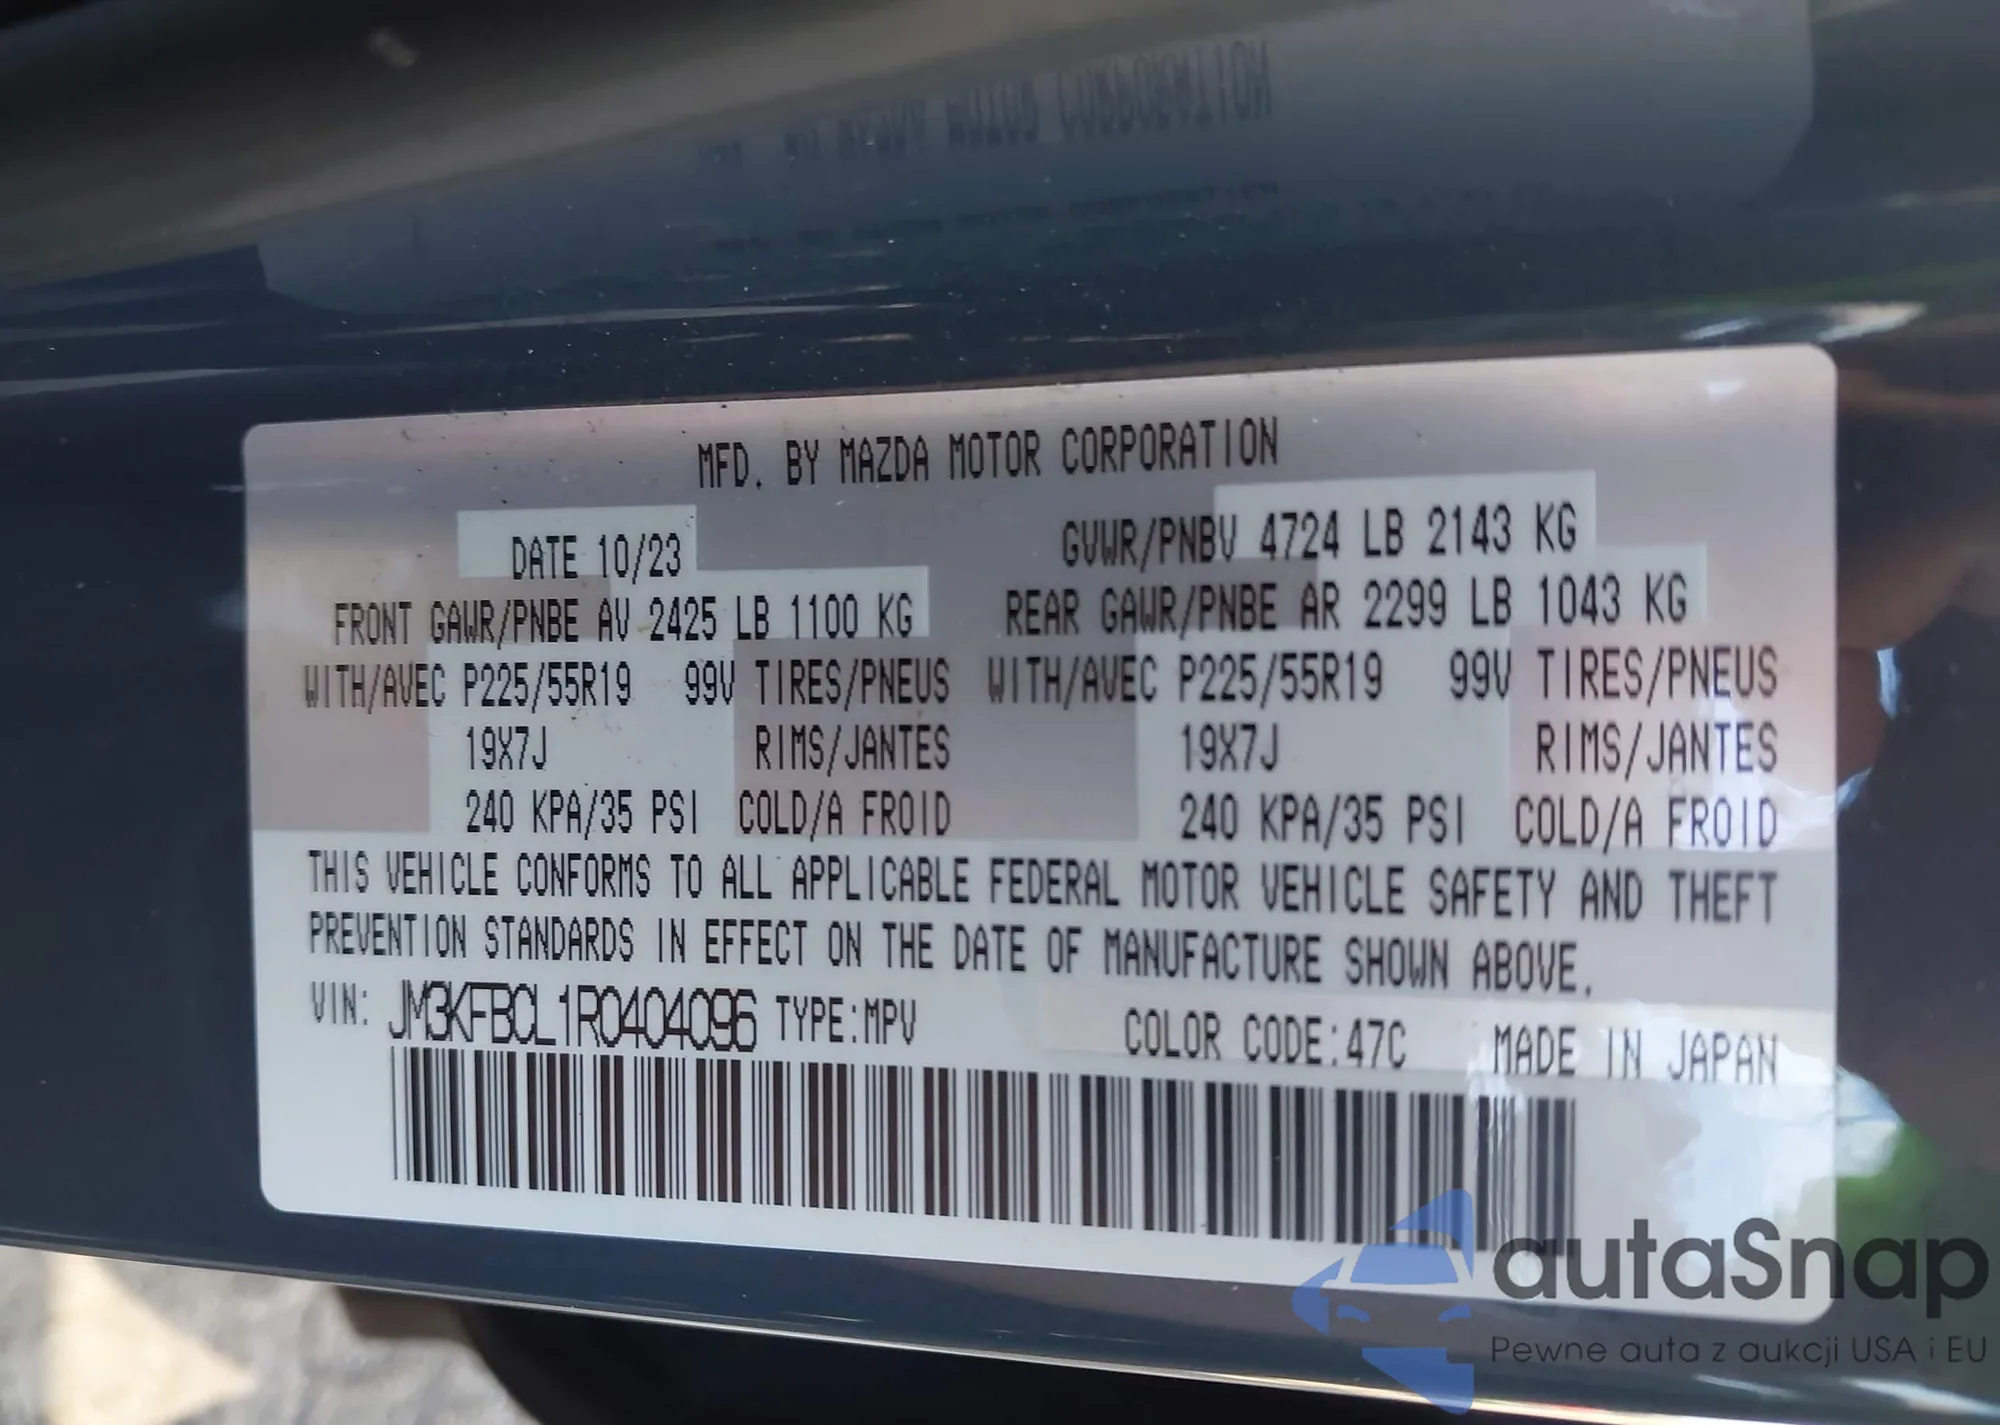 MFD. BY MAZDA MOTOR CORPORATION
DATE 10/23 GVWR/PNBV 4724 LB 2143 KG
FRONT GAWR/PNBE AV 2425 LB 1100 KG REAR GAWR/PNBE AR 2299 LB 1043 KG
WITH/AVEC P225/55R19 99V TIRES/PNEUS WITH/AVEC P225/55R19 99V TIRES/PNEUS
19X7J RIMS/JANTES 19X7J RIMS/JANTES
240 KPA/35 PSI COLD/A FROID 240 KPA/35 PSI COLD/A FROID
THIS VEHICLE CONFORMS TO ALL APPLICABLE FEDERAL MOTOR VEHICLE SAFETY AND THEFT
PREVENTION STANDARDS IN EFFECT ON THE DATE OF MANUFACTURE SHOWN ABOVE.
VIN: JM3KFBCL1R0404096 TYPE:MPV COLOR CODE:47C MADE IN JAPAN
autaSnap
Pewne auta z aukcji USA i EU